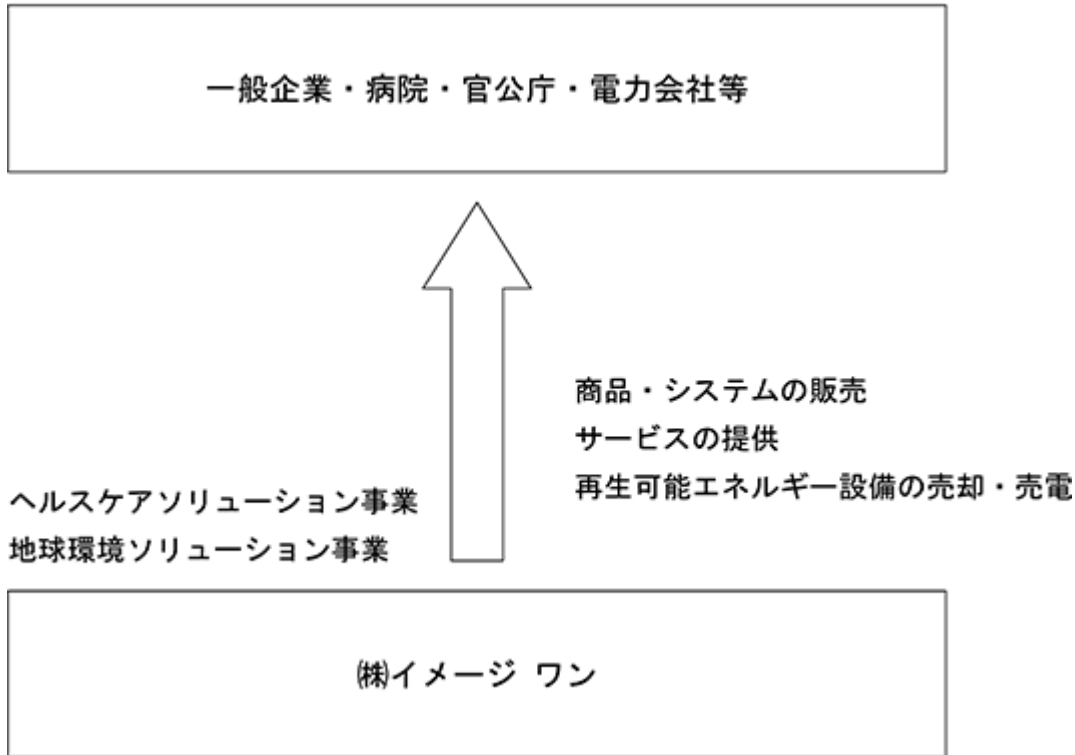 一般企業・病院・官公庁・電力会社等
商品・システムの販売
サービスの提供
再生可能エネルギー設備の売却・売電
ヘルスケアソリューション事業
地球環境ソリューション事業
㈱イメージ ワン